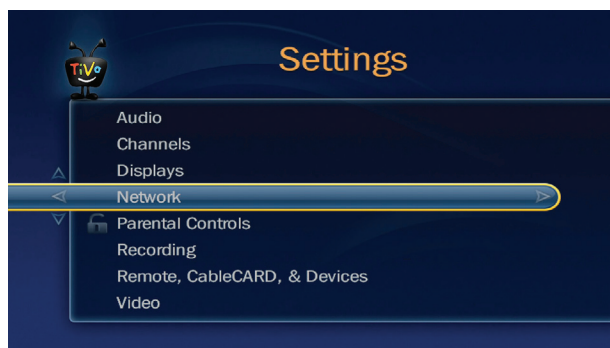 TiVo
Settings
Audio
Channels
Displays
Network
Parental Controls
Recording
Remote, CableCARD, & Devices
Video